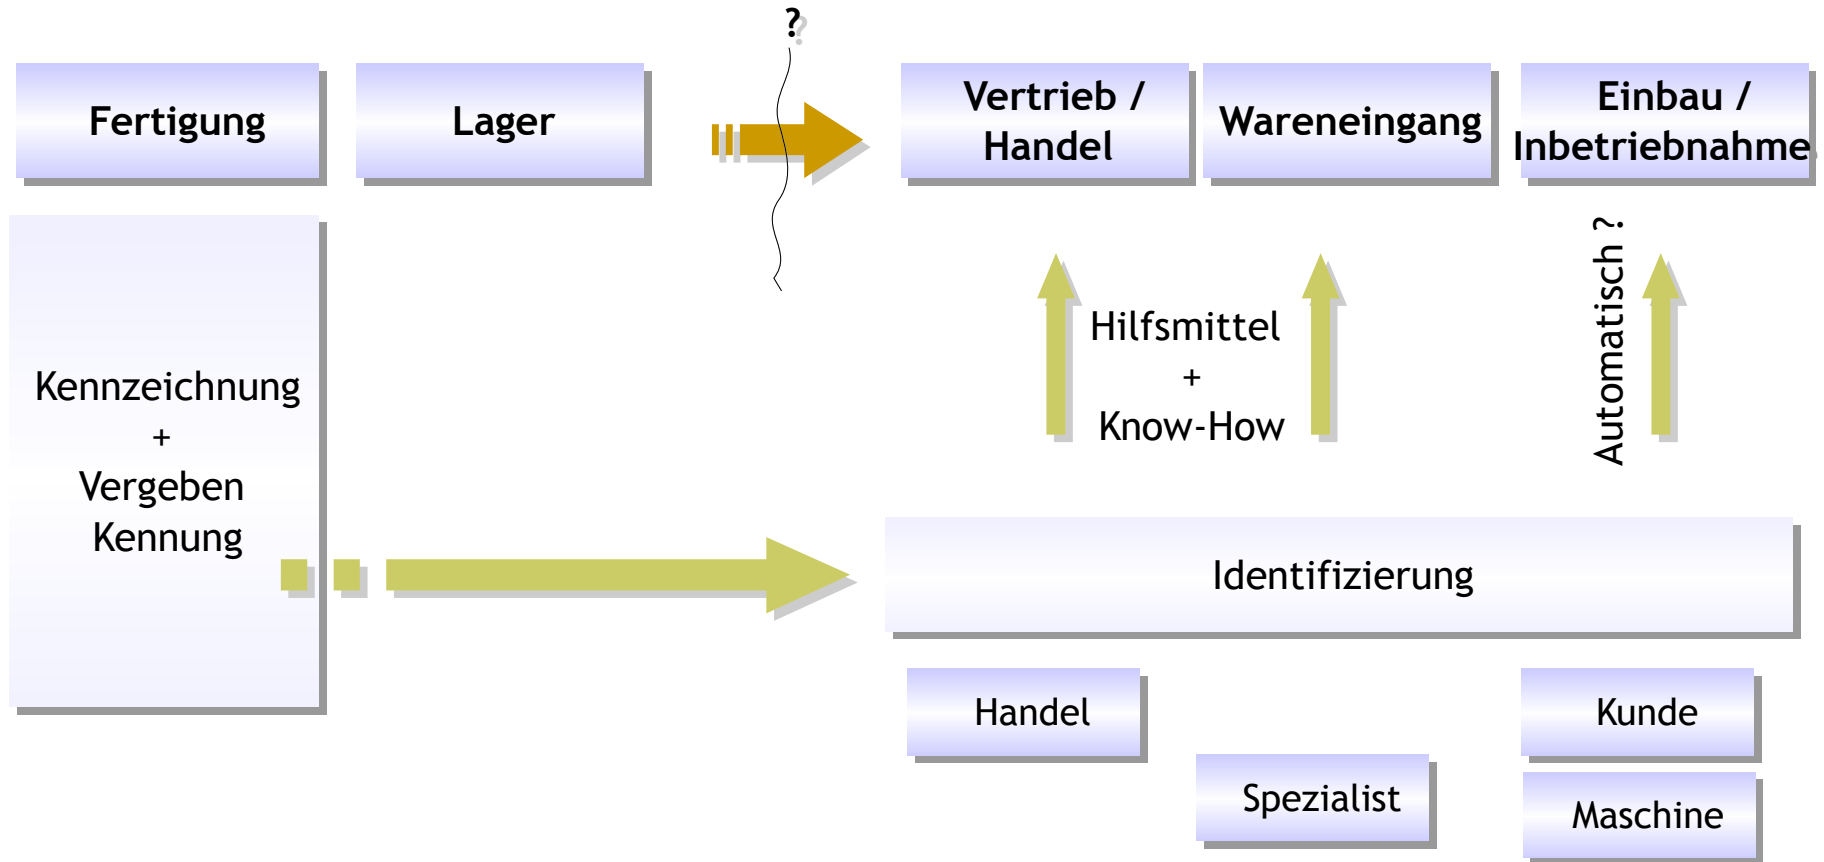 ?
Fertigung
Lager
Vertrieb /
Handel
Wareneingang
Einbau /
Inbetriebnahme
Kennzeichnung
+
Vergeben
Kennung
Hilfsmittel
+
Know-How
Automatisch ?
Identifizierung
Handel
Spezialist
Kunde
Maschine